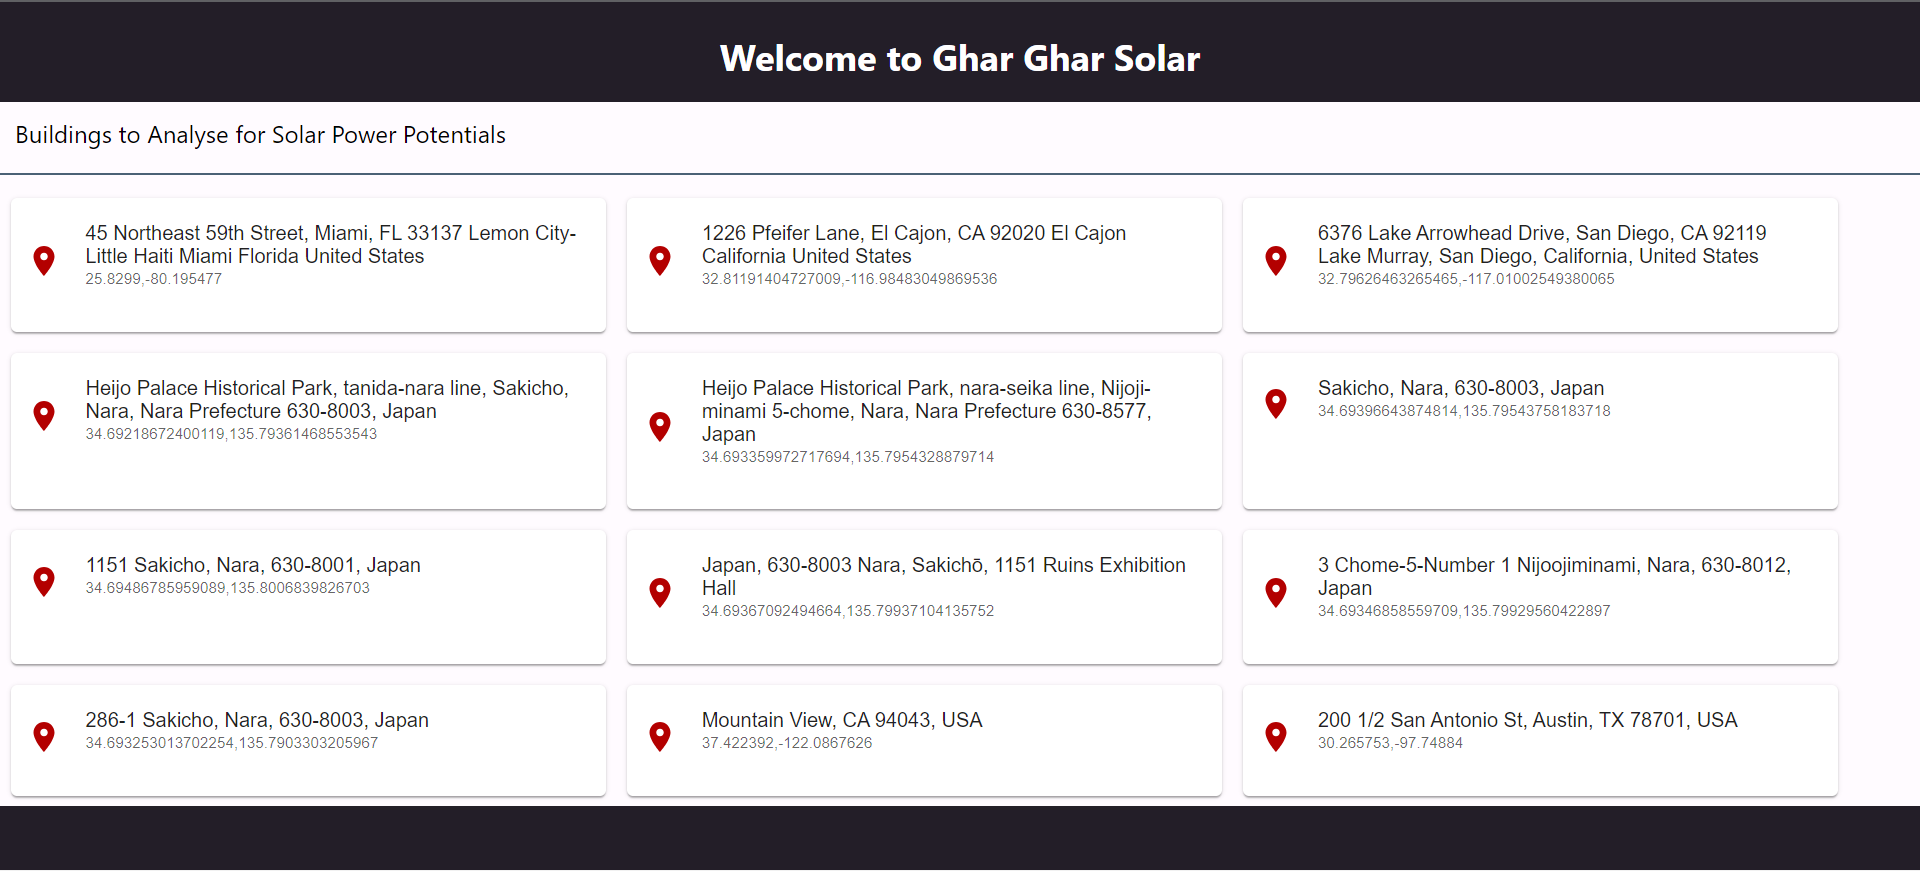 Welcome to Ghar Ghar Solar
Buildings to Analyse for Solar Power Potentials
45 Northeast 59th Street, Miami, FL 33137 Lemon City-
Little Haiti Miami Florida United States
25.8299,-80.195477
1226 Pfeifer Lane, El Cajon, CA 92020 El Cajon
California United States
32.81191404727009,-116.98483049869536
6376 Lake Arrowhead Drive, San Diego, CA 92119
Lake Murray, San Diego, California, United States
32.79626463265465,-117.01002549380065
Heijo Palace Historical Park, tanida-nara line, Sakicho,
Nara, Nara Prefecture 630-8003, Japan
34.69218672400119,135.79361468553543
Heijo Palace Historical Park, nara-seika line, Nijoji-
minami 5-chome, Nara, Nara Prefecture 630-8577,
Japan
34.693359972717694,135.7954328879714
Sakicho, Nara, 630-8003, Japan
34.69396643874814,135.79543758183718
1151 Sakicho, Nara, 630-8001, Japan
34.69486785959089,135.8006839826703
Japan, 630-8003 Nara, Sakichō, 1151 Ruins Exhibition
Hall
34.69367092494664,135.79937104135752
3 Chome-5-Number 1 Nijoojiminami, Nara, 630-8012,
Japan
34.69346858559709,135.79929560422897
286-1 Sakicho, Nara, 630-8003, Japan
34.693253013702254,135.7903303205967
Mountain View, CA 94043, USA
37.422392,-122.0867626
200 1/2 San Antonio St, Austin, TX 78701, USA
30.265753,-97.74884